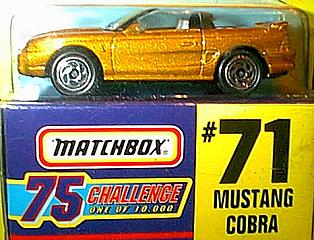 MATCHBOX
75 CHALLENGE
ONE OF 10,000
#71
MUSTANG
COBRA